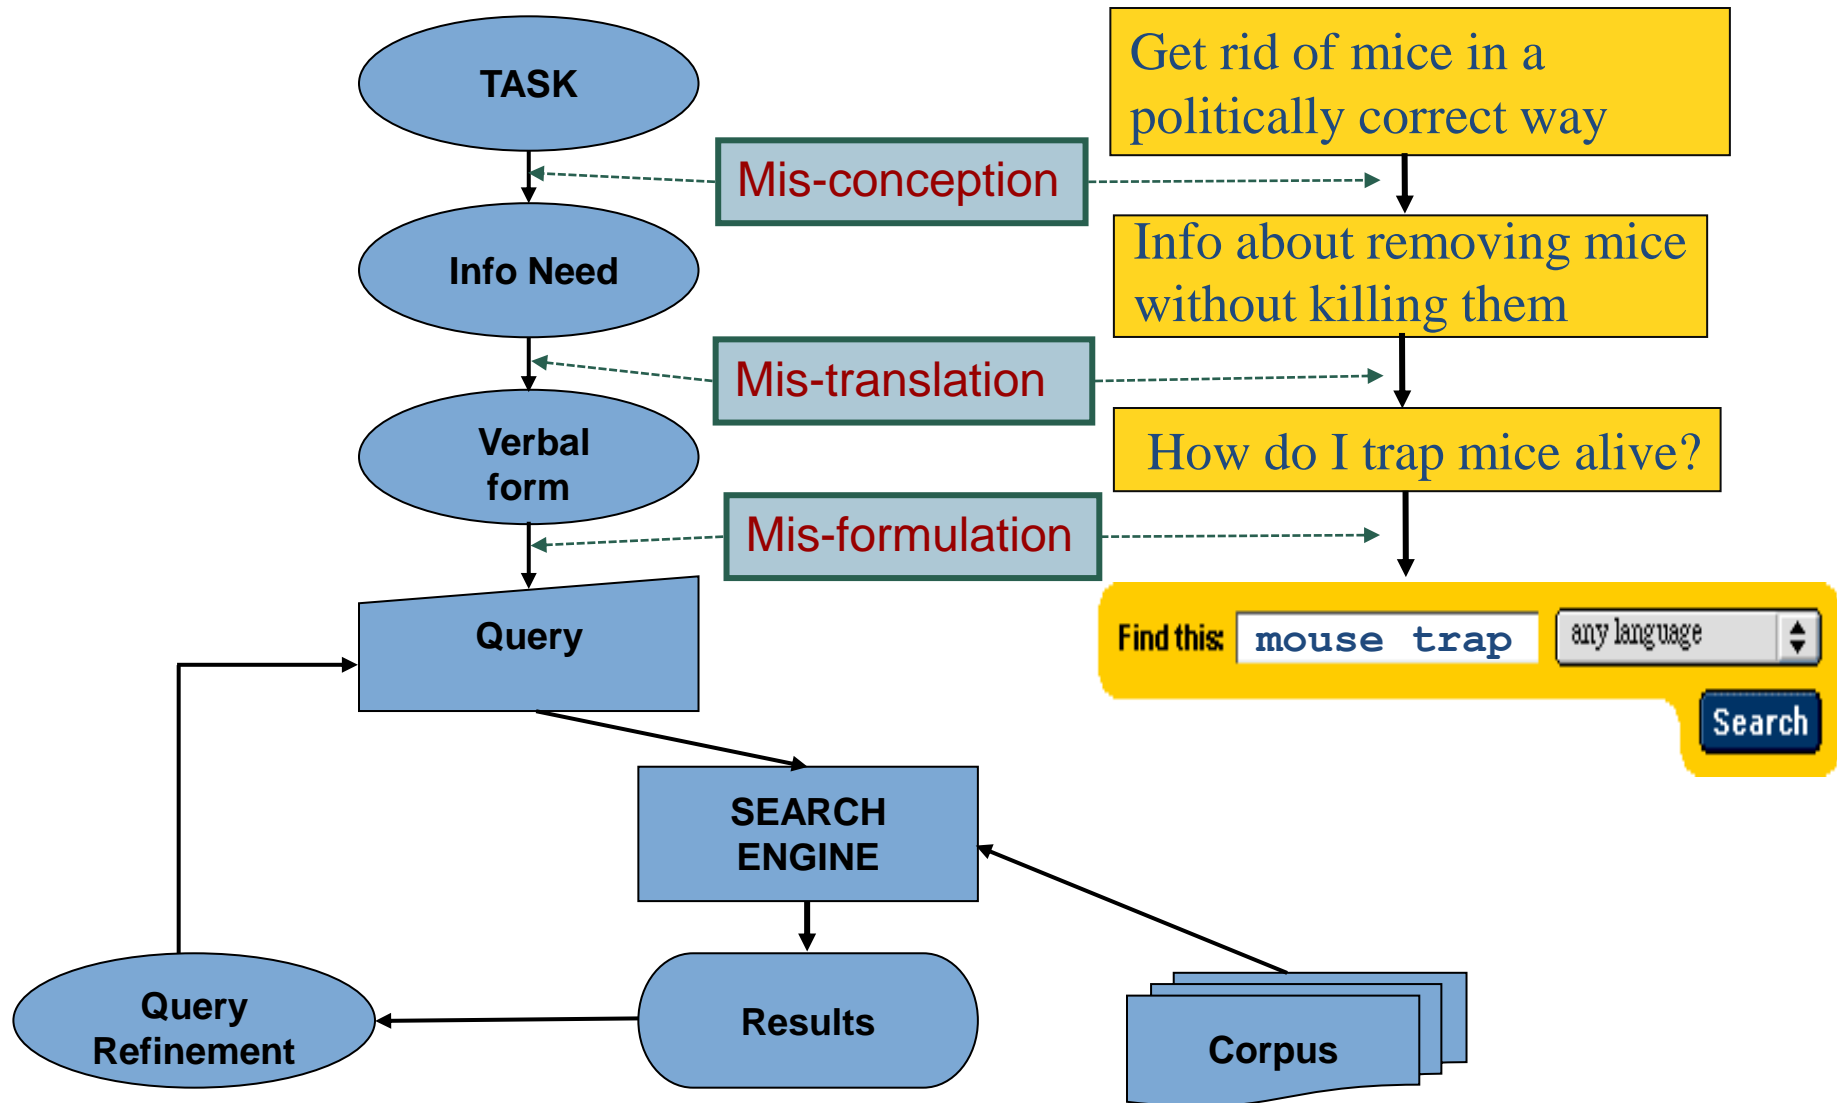 TASK
Get rid of mice in a
politically correct way
Mis-conception
Info Need
Info about removing mice
without killing them
Mis-translation
Verbal
form
How do I trap mice alive?
Mis-formulation
Query
Find this: mouse trap any language
Search
SEARCH
ENGINE
Query
Refinement
Results
Corpus